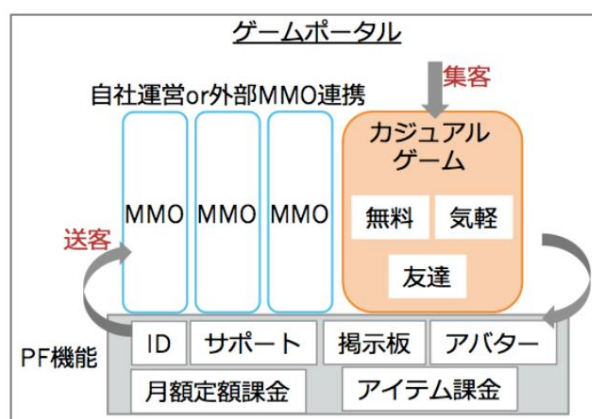 ゲームポータル
集客
自社運営or外部MMO連携
カジュアル
ゲーム
MMO
MMO
MMO
無料
気軽
友達
送客
PF機能
ID
サポート
掲示板
アバター
月額定額課金
アイテム課金